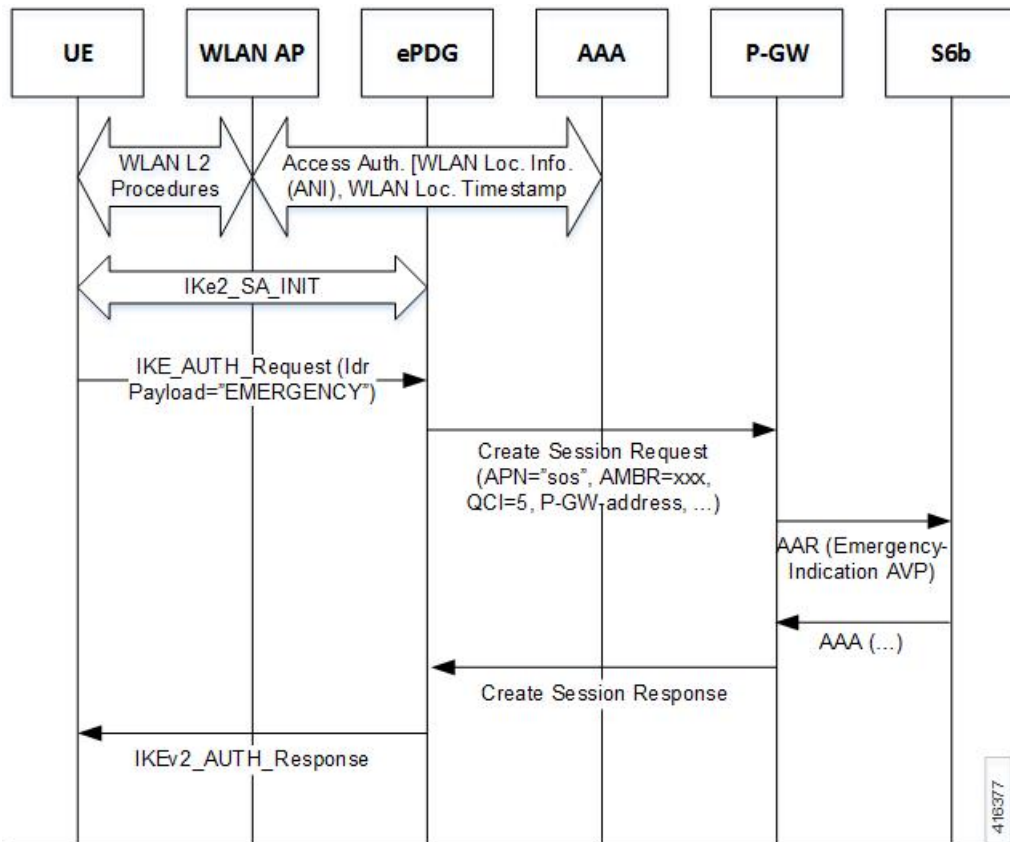 UE
WLAN AP
ePDG
AAA
P-GW
S6b
WLAN L2
Procedures
Access Auth. [WLAN Loc. Info.
(ANI), WLAN Loc. Timestamp
IKe2_SA_INIT
IKE_AUTH_Request (Idr
Payload=”EMERGENCY”)
Create Session Request
(APN=”sos”, AMBR=xxx,
QCI=5, P-GW-address, ...)
AAR (Emergency-
Indication AVP)
AAA (...)
Create Session Response
IKEv2_AUTH_Response
416377